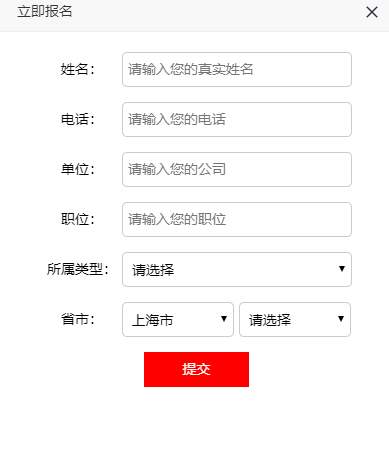 立即报名
姓名： 请输入您的真实姓名
电话： 请输入您的电话
单位： 请输入您的公司
职位： 请输入您的职位
所属类型： 请选择
省市： 上海市 请选择
提交